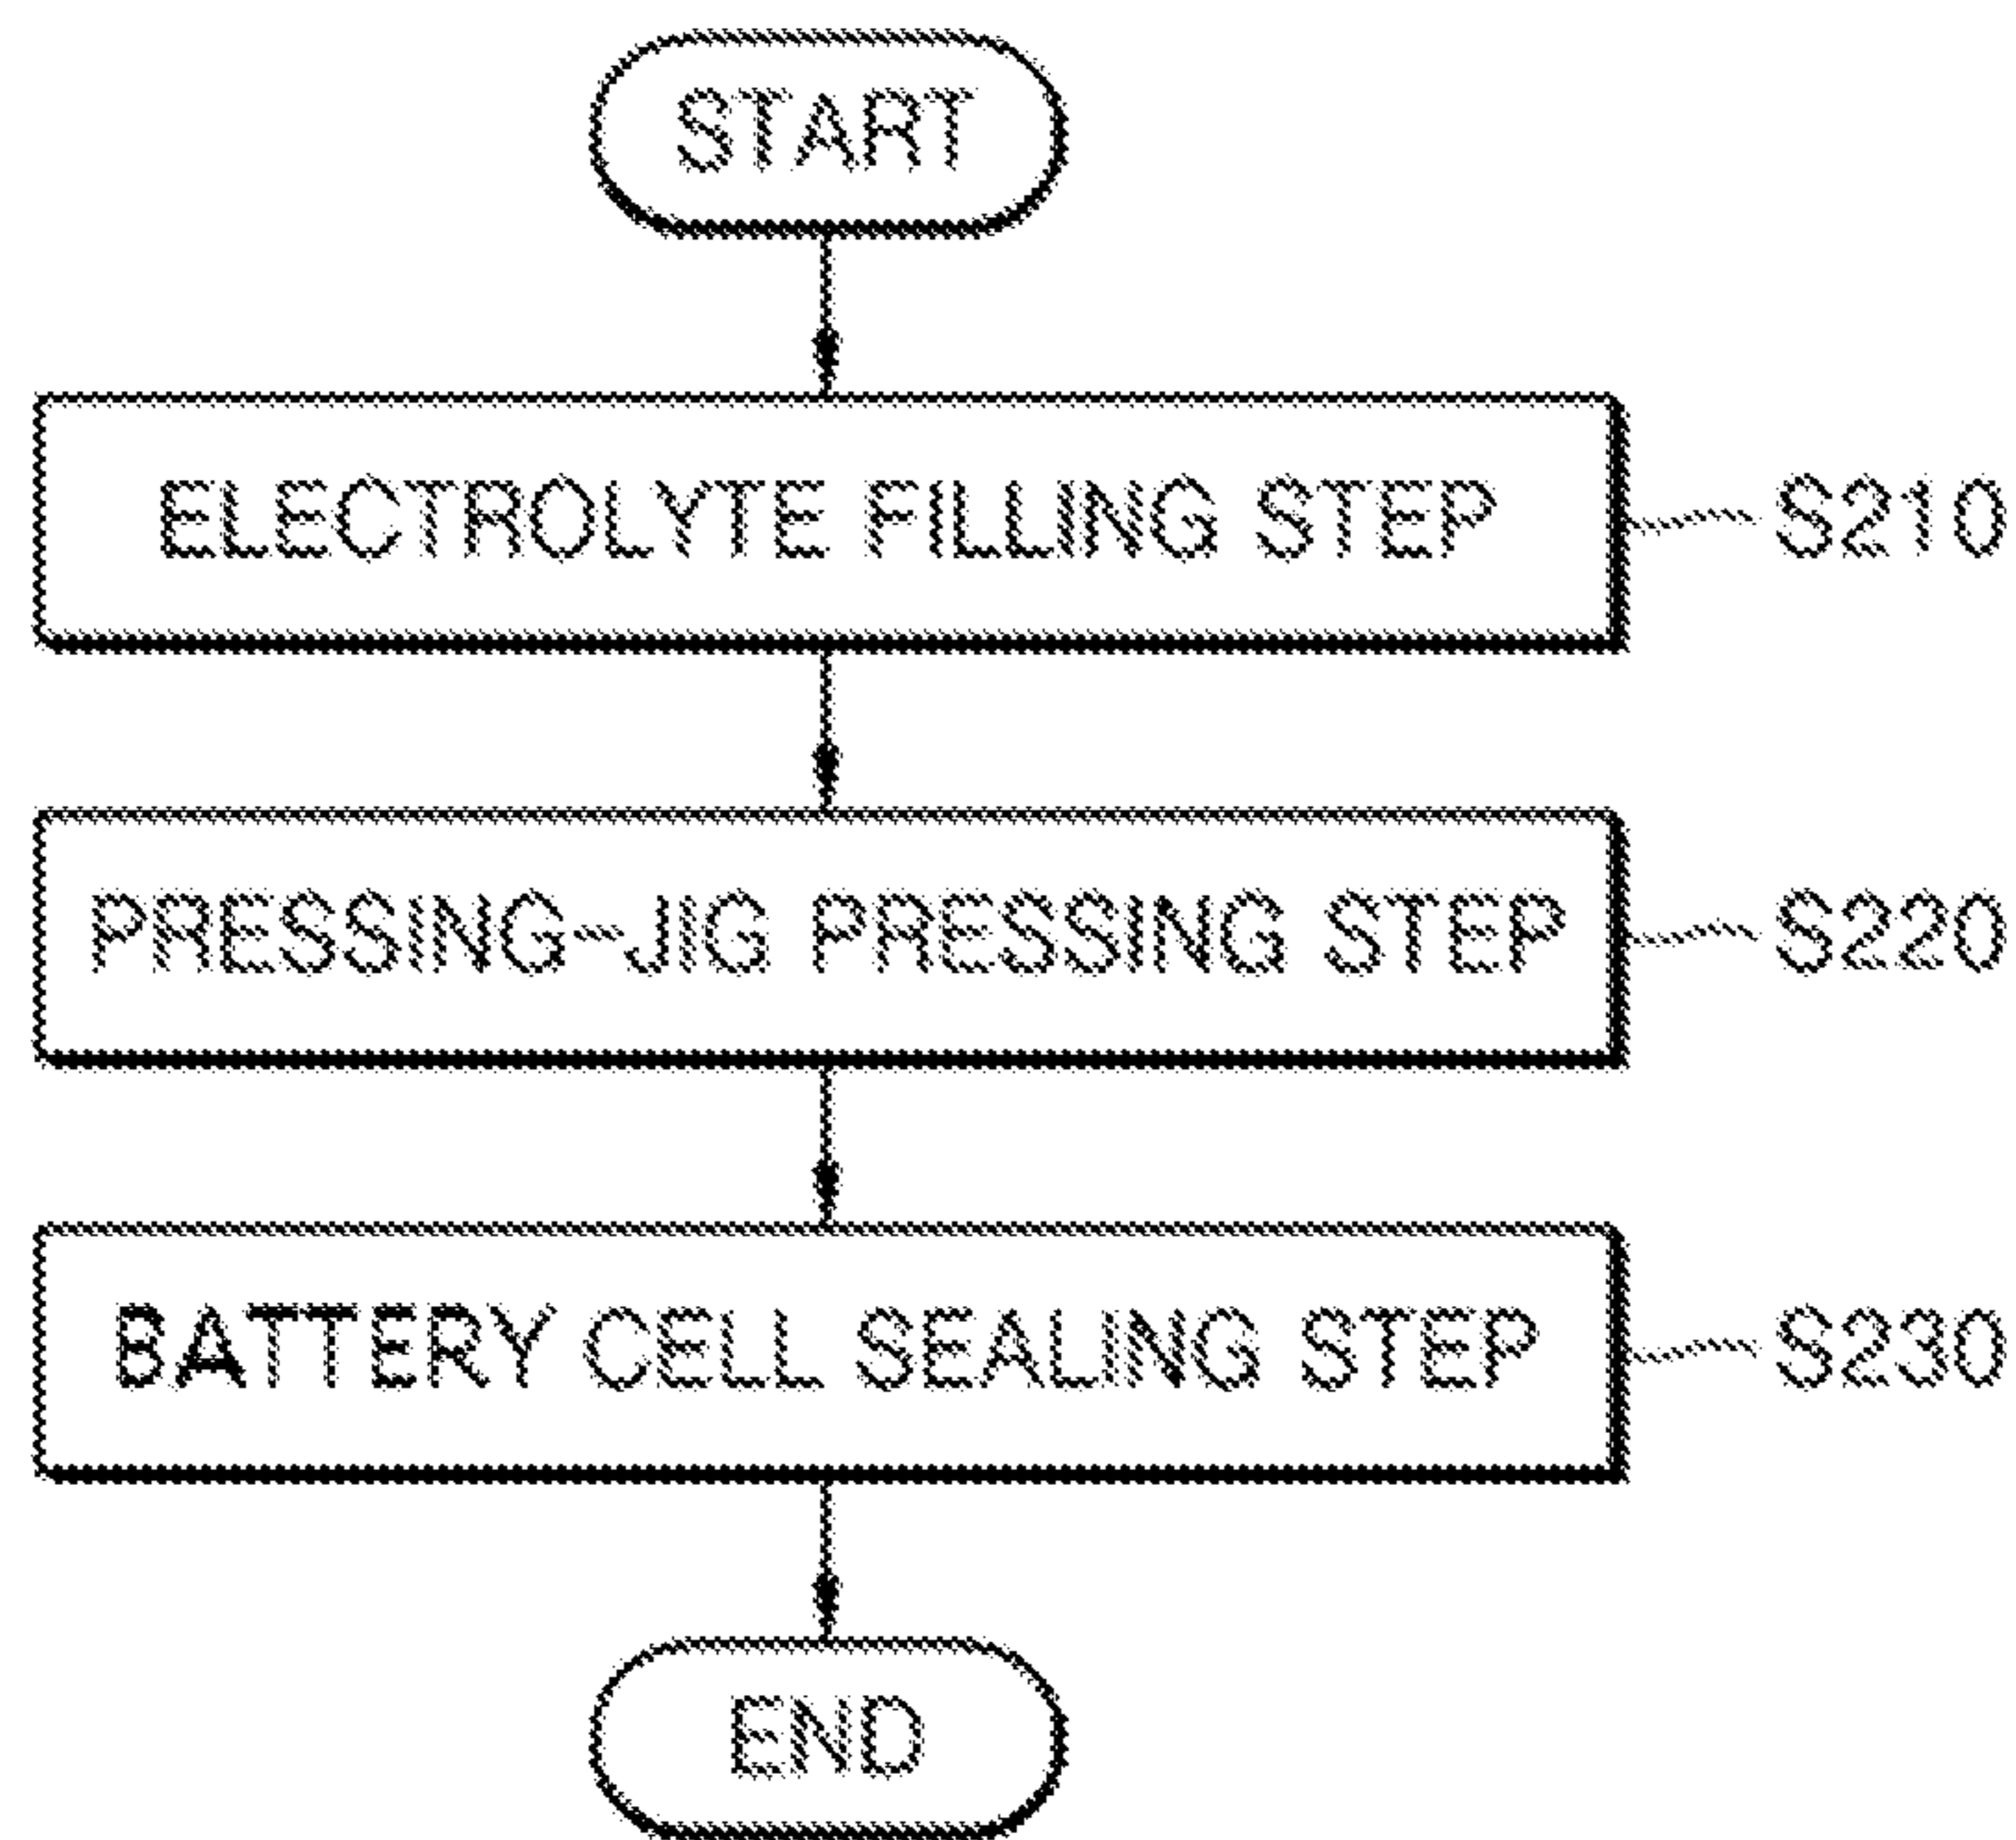 START
ELECTROLYTE FILLING STEP
S210
PRESSING-JIG PRESSING STEP
S220
BATTERY CELL SEALING STEP
S230
END